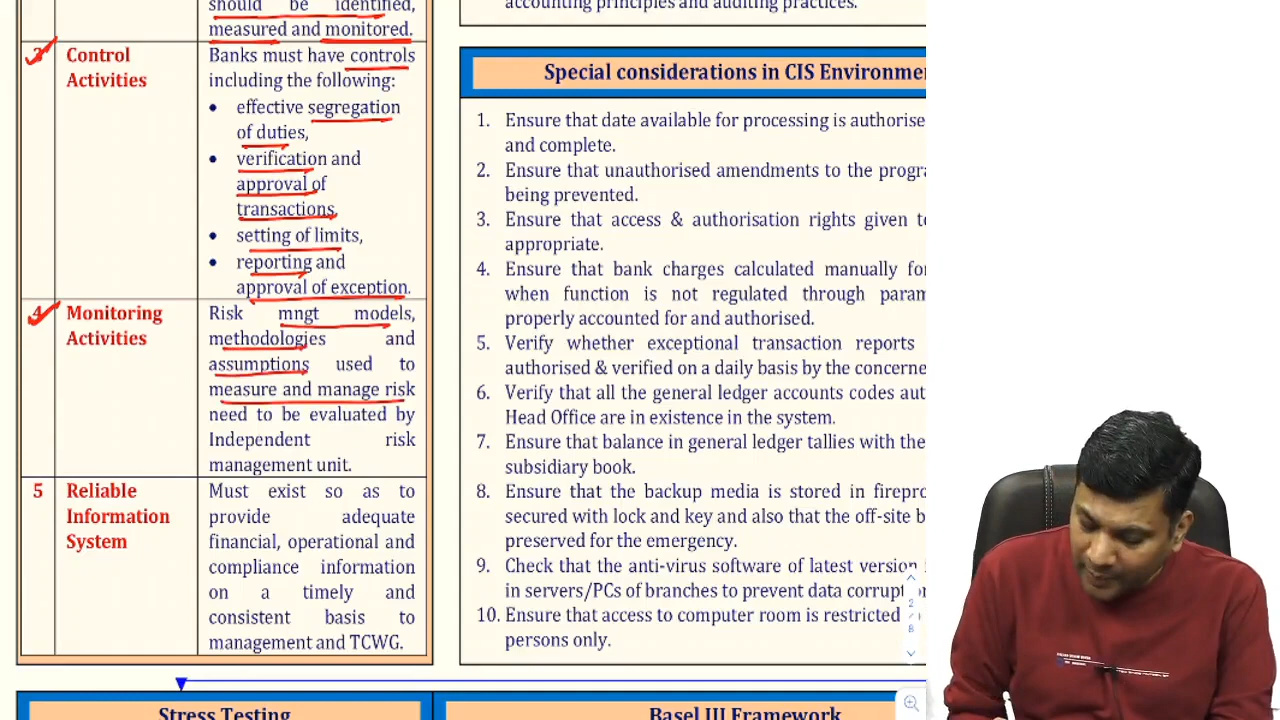 should be identified,
measured and monitored.
3 Control
Activities
Banks must have controls
including the following:
• effective segregation
of duties,
• verification and
approval of
transactions,
• setting of limits,
• reporting and
approval of exception.
4 Monitoring
Activities
Risk mngt models,
methodologies and
assumptions used to
measure and manage risk
need to be evaluated by
Independent risk
management unit.
5 Reliable
Information
System
Must exist so as to
provide adequate
financial, operational and
compliance information
on a timely and
consistent basis to
management and TCWG.
accounting principles and auditing practices.
Special considerations in CIS Environme
1. Ensure that date available for processing is authorise
and complete.
2. Ensure that unauthorised amendments to the progra
being prevented.
3. Ensure that access & authorisation rights given to
appropriate.
4. Ensure that bank charges calculated manually for
when function is not regulated through param
properly accounted for and authorised.
5. Verify whether exceptional transaction reports
authorised & verified on a daily basis by the concerne
6. Verify that all the general ledger accounts codes aut
Head Office are in existence in the system.
7. Ensure that balance in general ledger tallies with the
subsidiary book.
8. Ensure that the backup media is stored in firepro
secured with lock and key and also that the off-site b
preserved for the emergency.
9. Check that the anti-virus software of latest version
in servers/PCs of branches to prevent data corrupt
10. Ensure that access to computer room is restricted
persons only.
2
/
8
Stress Testing
Basel III Framework